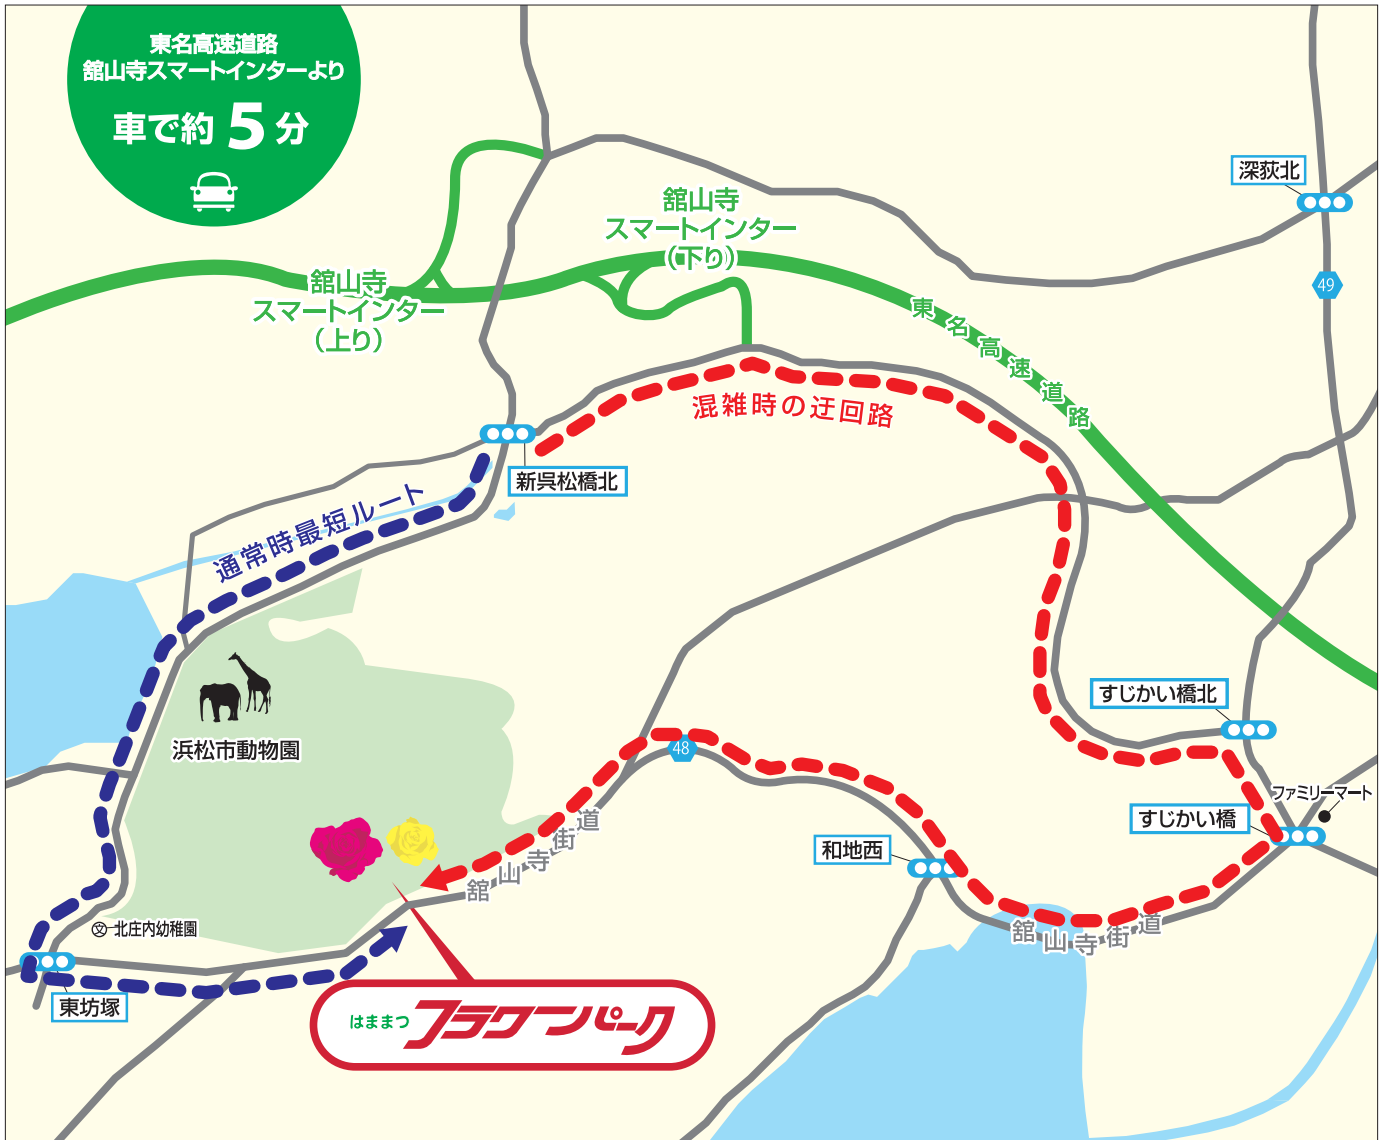 東名高速道路
舘山寺スマートインターより
車で約5分
深荻北
舘山寺
スマートインター
(下り)
舘山寺
スマートインター
(上り)
49
東名高速道路
混雑時の迂回路
新呉松橋北
通常時最短ルート
すじかい橋北
浜松市動物園
48
ファミリーマート
すじかい橋
和地西
舘山寺街道
舘山寺街道
文
北庄内幼稚園
東坊塚
はままつ
フラワーパーク